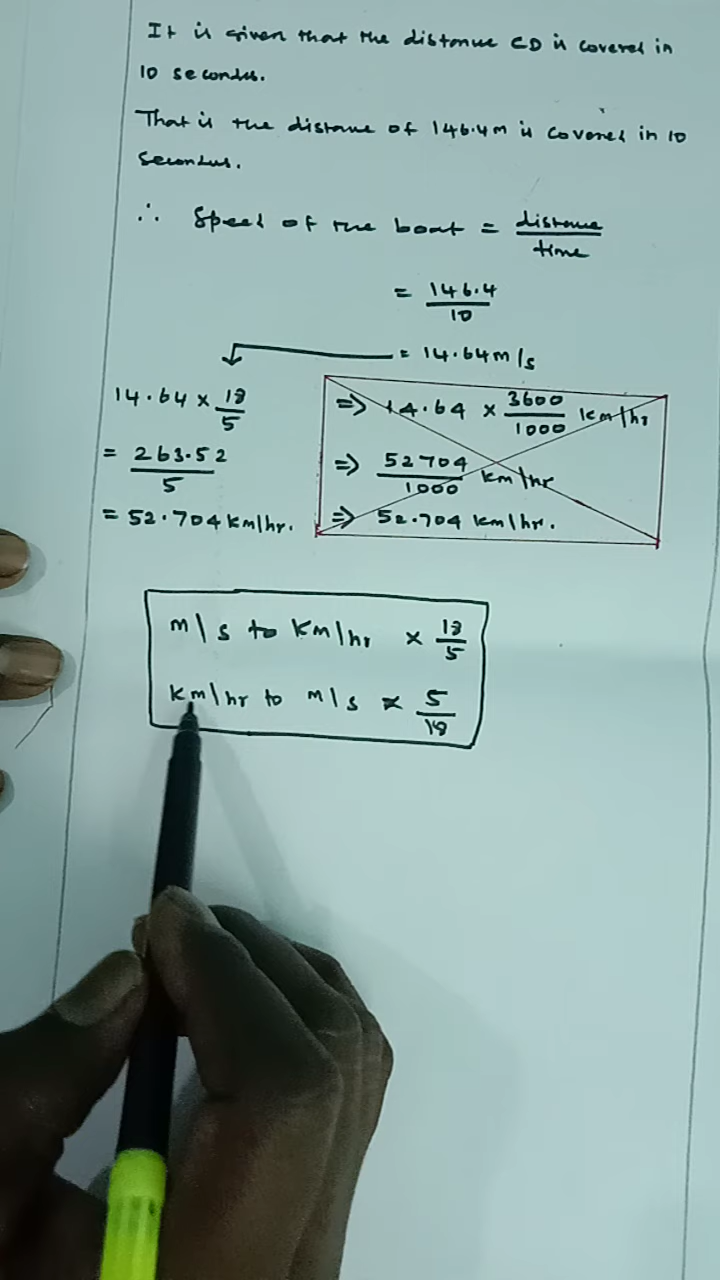 It is given that the distance CD is covered in
10 seconds.
That is the distance of 146.4m is covered in 10
seconds.
∴ Speed of the boat = distance/time
= 146.4/10
= 14.64 m/s
14.64 × 18/5
= 263.52/5
= 52.704 km/hr.
⇒ 14.64 × 3600/1000 km/hr
⇒ 52704/1000 km/hr
⇒ 52.704 km/hr.
m/s to km/hr × 18/5
km/hr to m/s × 5/18